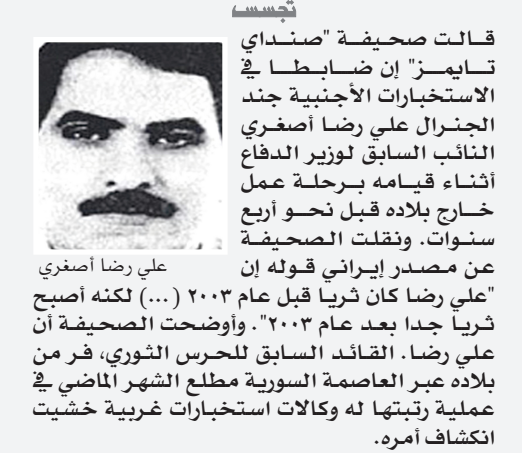 تجسس
قالت صحيفة "صنداي
تايمز" إن ضابطا في
الاستخبارات الأجنبية جند
الجنرال علي رضا أصغري
النائب السابق لوزير الدفاع
أثناء قيامه برحلة عمل
خارج بلاده قبل نحو أربع
سنوات. ونقلت الصحيفة
عن مصدر إيراني قوله إن
علي رضا أصغري
"علي رضا كان ثريا قبل عام ٢٠٠٣ (...) لكنه أصبح
ثريا جدا بعد عام ٢٠٠٣". وأوضحت الصحيفة أن
علي رضا. القائد السابق للحرس الثوري، فر من
بلاده عبر العاصمة السورية مطلع الشهر الماضي في
عملية رتبتها له وكالات استخبارات غربية خشيت
انكشاف أمره.